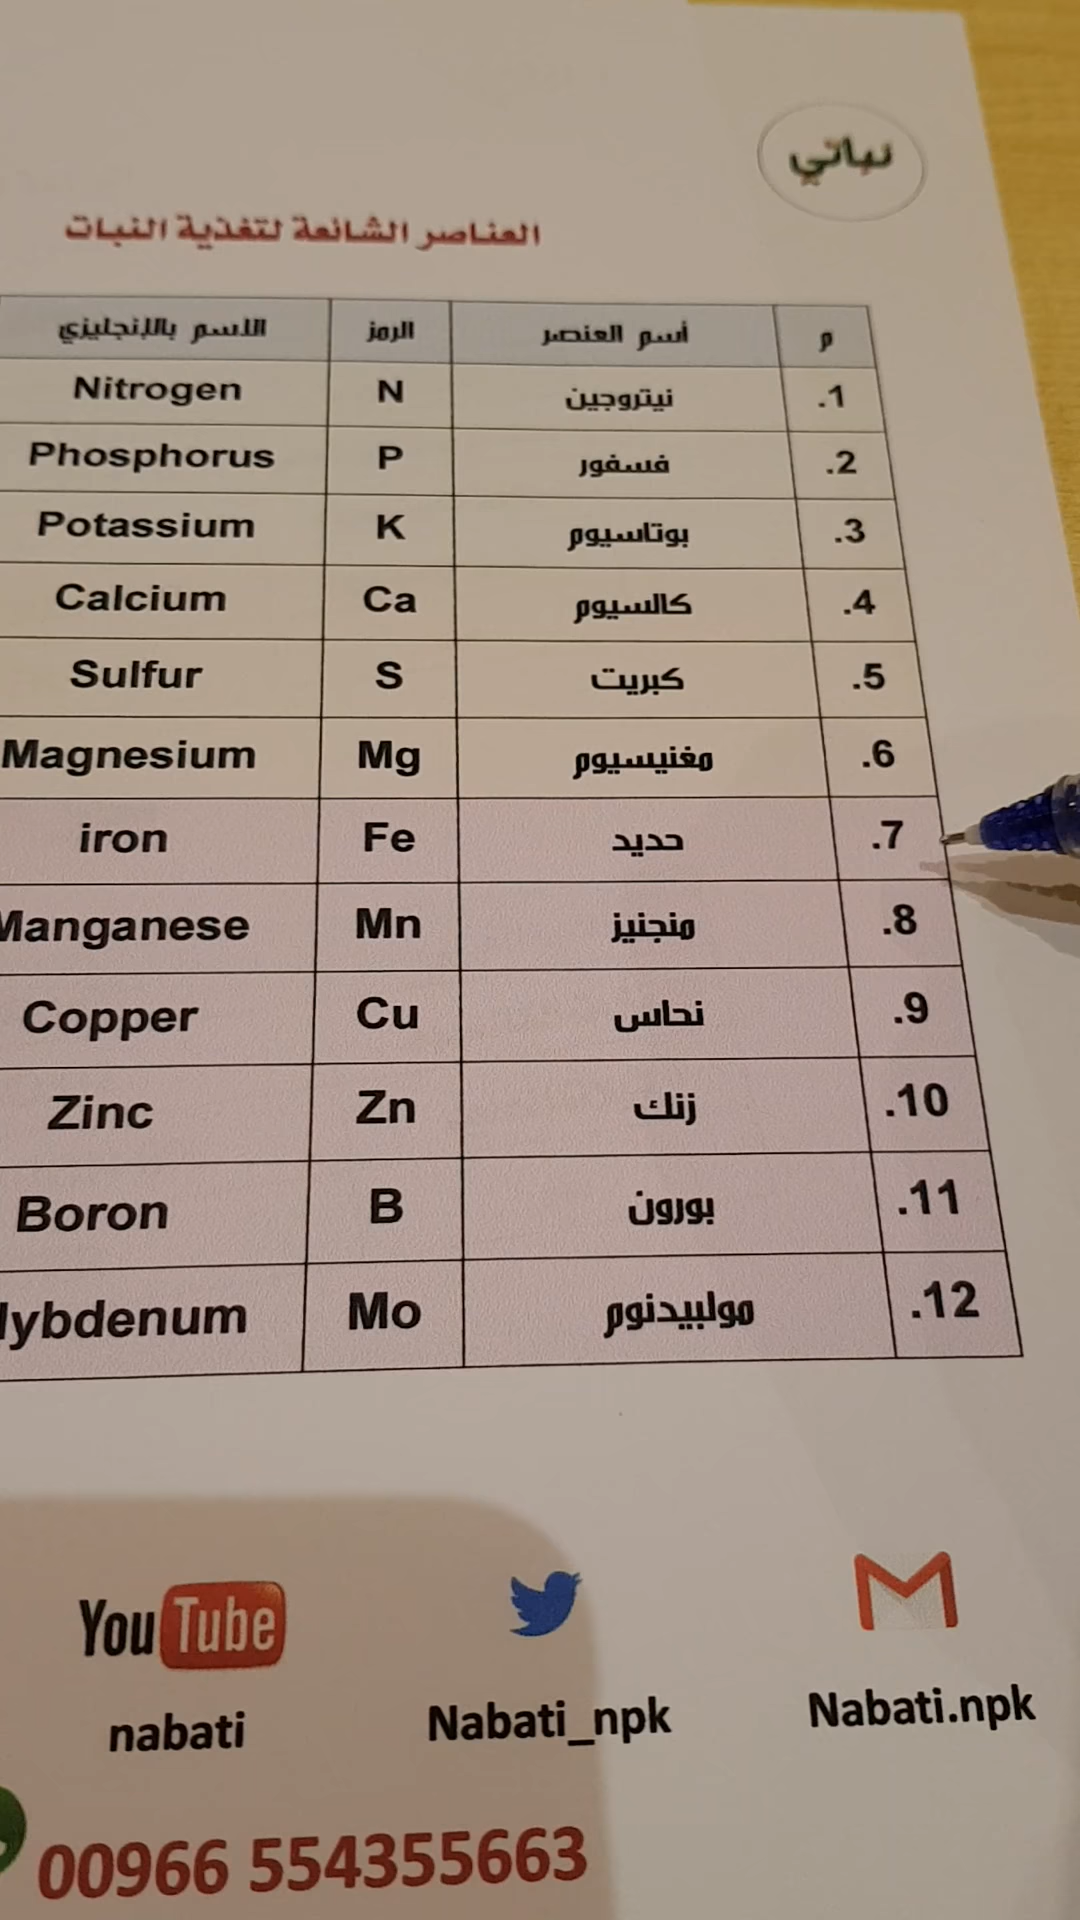 نباتي
العناصر الشائعة لتغذية النبات
م أسم العنصر الرمز الاسم بالإنجليزي
1. نيتروجين N Nitrogen
2. فسفور P Phosphorus
3. بوتاسيوم K Potassium
4. كالسيوم Ca Calcium
5. كبريت S Sulfur
6. مغنيسيوم Mg Magnesium
7. حديد Fe iron
8. منجنيز Mn Manganese
9. نحاس Cu Copper
10. زنك Zn Zinc
11. بورون B Boron
12. مولبيدنوم Mo lybdenum
YouTube
nabati Nabati_npk Nabati.npk
00966 554355663